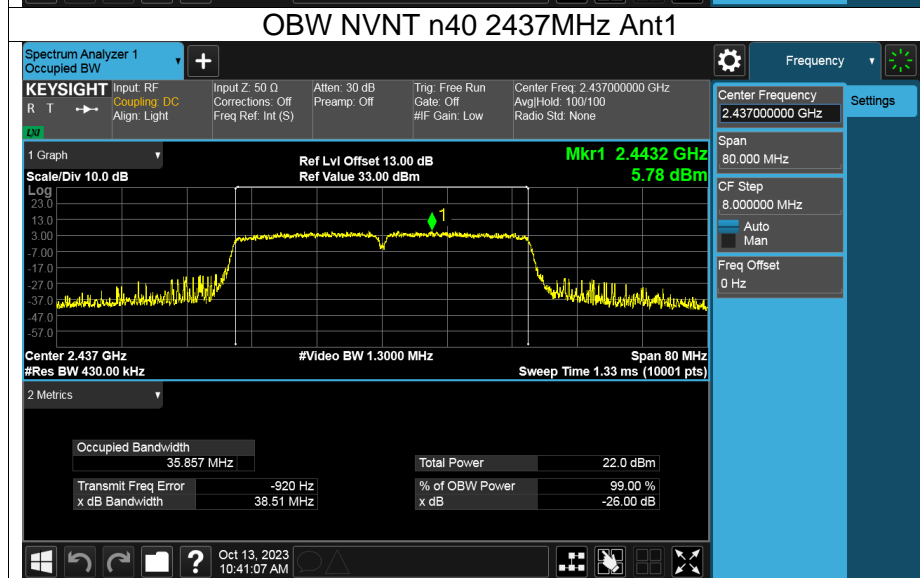 OBW NVNT n40 2437MHz Ant1
Spectrum Analyzer 1
Occupied BW
+
Frequency
KEYSIGHT
R T
LXI
Input: RF
Coupling: DC
Align: Light
Input Z: 50 Ω
Corrections: Off
Freq Ref: Int (S)
Atten: 30 dB
Preamp: Off
Trig: Free Run
Gate: Off
#IF Gain: Low
Center Freq: 2.437000000 GHz
Avg|Hold: 100/100
Radio Std: None
Center Frequency
2.437000000 GHz
Settings
Span
80.000 MHz
CF Step
8.000000 MHz
Auto
Man
Freq Offset
0 Hz
1 Graph
Scale/Div 10.0 dB
Ref Lvl Offset 13.00 dB
Ref Value 33.00 dBm
Mkr1 2.4432 GHz
5.78 dBm
Log
23.0
13.0
3.00
-7.00
-17.0
-27.0
-37.0
-47.0
-57.0
1
Center 2.437 GHz
#Res BW 430.00 kHz
#Video BW 1.3000 MHz
Span 80 MHz
Sweep Time 1.33 ms (10001 pts)
2 Metrics
Occupied Bandwidth
35.857 MHz
Total Power 22.0 dBm
Transmit Freq Error -920 Hz
% of OBW Power 99.00 %
x dB Bandwidth 38.51 MHz
x dB -26.00 dB
?
Oct 13, 2023
10:41:07 AM